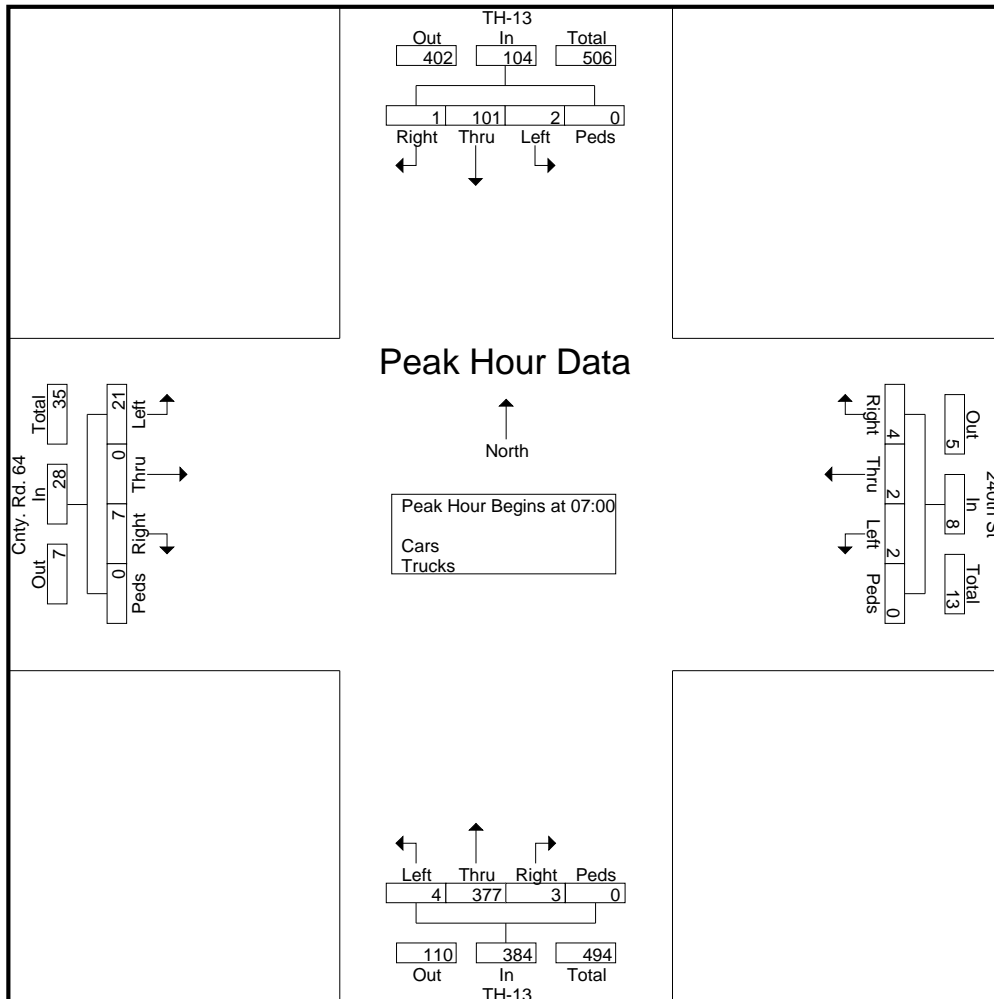 TH-13
Out In Total
402 104 506
1 101 2 0
Right Thru Left Peds
Peak Hour Data
North
Peak Hour Begins at 07:00
Cars
Trucks
Cnty. Rd. 64
Out In Total
7 28 35
21 0 7 0
Left Thru Right Peds
Out In Total
5 8 13
4 2 2 0
Right Thru Left Peds
Left Thru Right Peds
4 377 3 0
110 384 494
Out In Total
TH-13